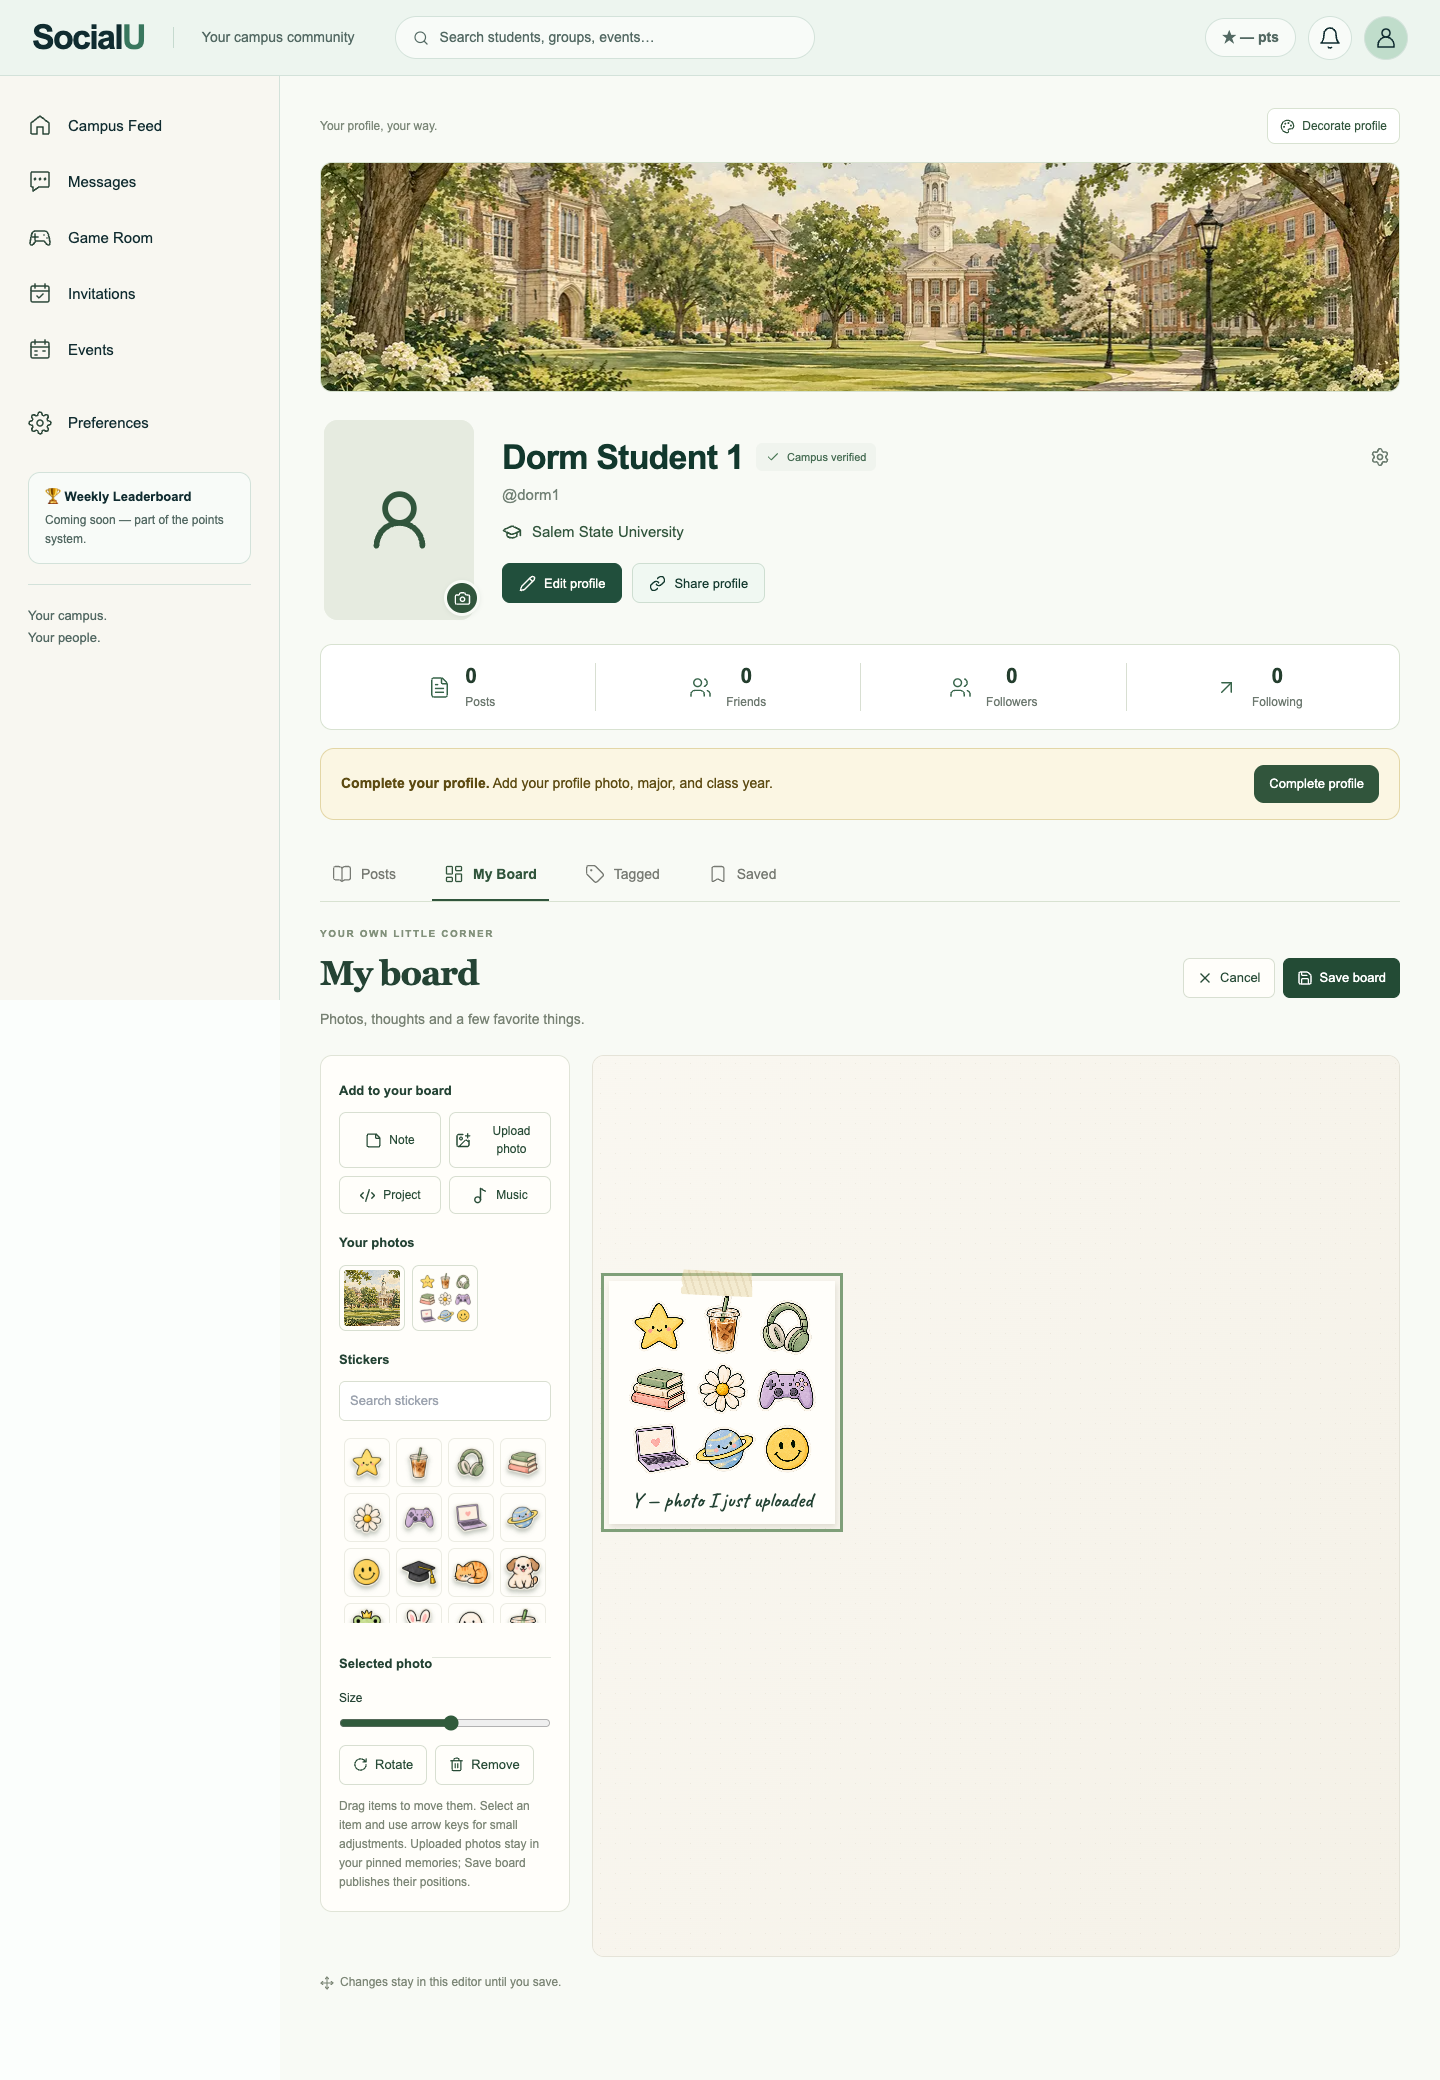 SocialU
Your campus community
Search students, groups, events…
★ — pts
Campus Feed
Messages
Game Room
Invitations
Events
Preferences
🏆 Weekly Leaderboard
Coming soon — part of the points
system.
Your campus.
Your people.
Your profile, your way.
Decorate profile
Dorm Student 1
Campus verified
@dorm1
Salem State University
Edit profile
Share profile
0
Posts
0
Friends
0
Followers
0
Following
Complete your profile. Add your profile photo, major, and class year.
Complete profile
Posts
My Board
Tagged
Saved
YOUR OWN LITTLE CORNER
My board
Cancel
Save board
Photos, thoughts and a few favorite things.
Add to your board
Note
Upload
photo
Project
Music
Your photos
Stickers
Search stickers
Selected photo
Size
Rotate
Remove
Drag items to move them. Select an
item and use arrow keys for small
adjustments. Uploaded photos stay in
your pinned memories; Save board
publishes their positions.
Y – photo I just uploaded
Changes stay in this editor until you save.